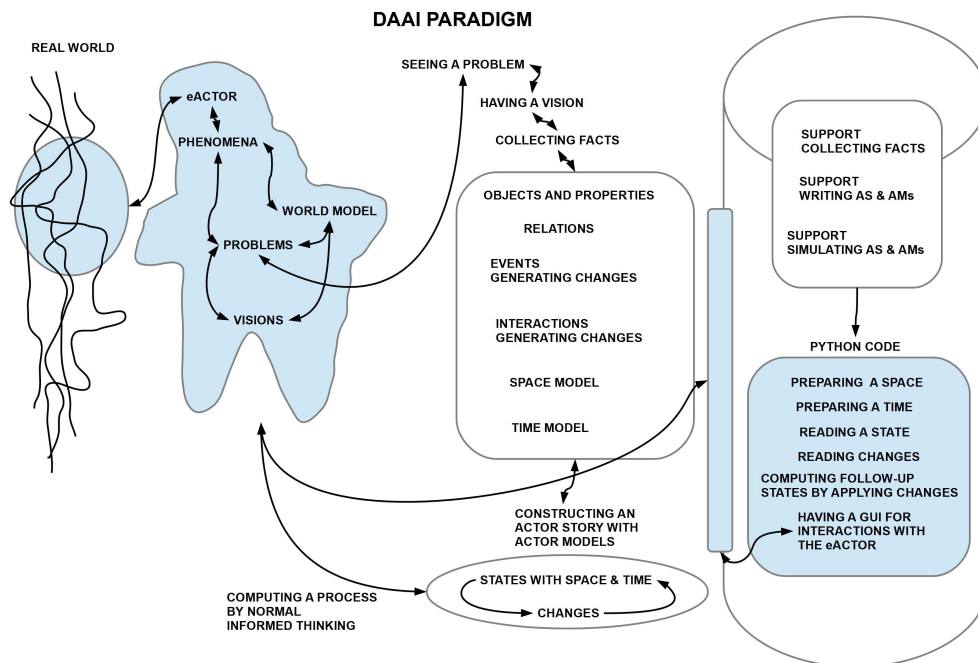 DAAI PARADIGM
REAL WORLD
eACTOR
PHENOMENA
WORLD MODEL
PROBLEMS
VISIONS
SEEING A PROBLEM
HAVING A VISION
COLLECTING FACTS
OBJECTS AND PROPERTIES
RELATIONS
EVENTS
GENERATING CHANGES
INTERACTIONS
GENERATING CHANGES
SPACE MODEL
TIME MODEL
CONSTRUCTING AN
ACTOR STORY WITH
ACTOR MODELS
STATES WITH SPACE & TIME
CHANGES
COMPUTING A PROCESS
BY NORMAL
INFORMED THINKING
SUPPORT
COLLECTING FACTS
SUPPORT
WRITING AS & AMs
SUPPORT
SIMULATING AS & AMs
PYTHON CODE
PREPARING A SPACE
PREPARING A TIME
READING A STATE
READING CHANGES
COMPUTING FOLLOW-UP
STATES BY APPLYING CHANGES
HAVING A GUI FOR
INTERACTIONS WITH
THE eACTOR